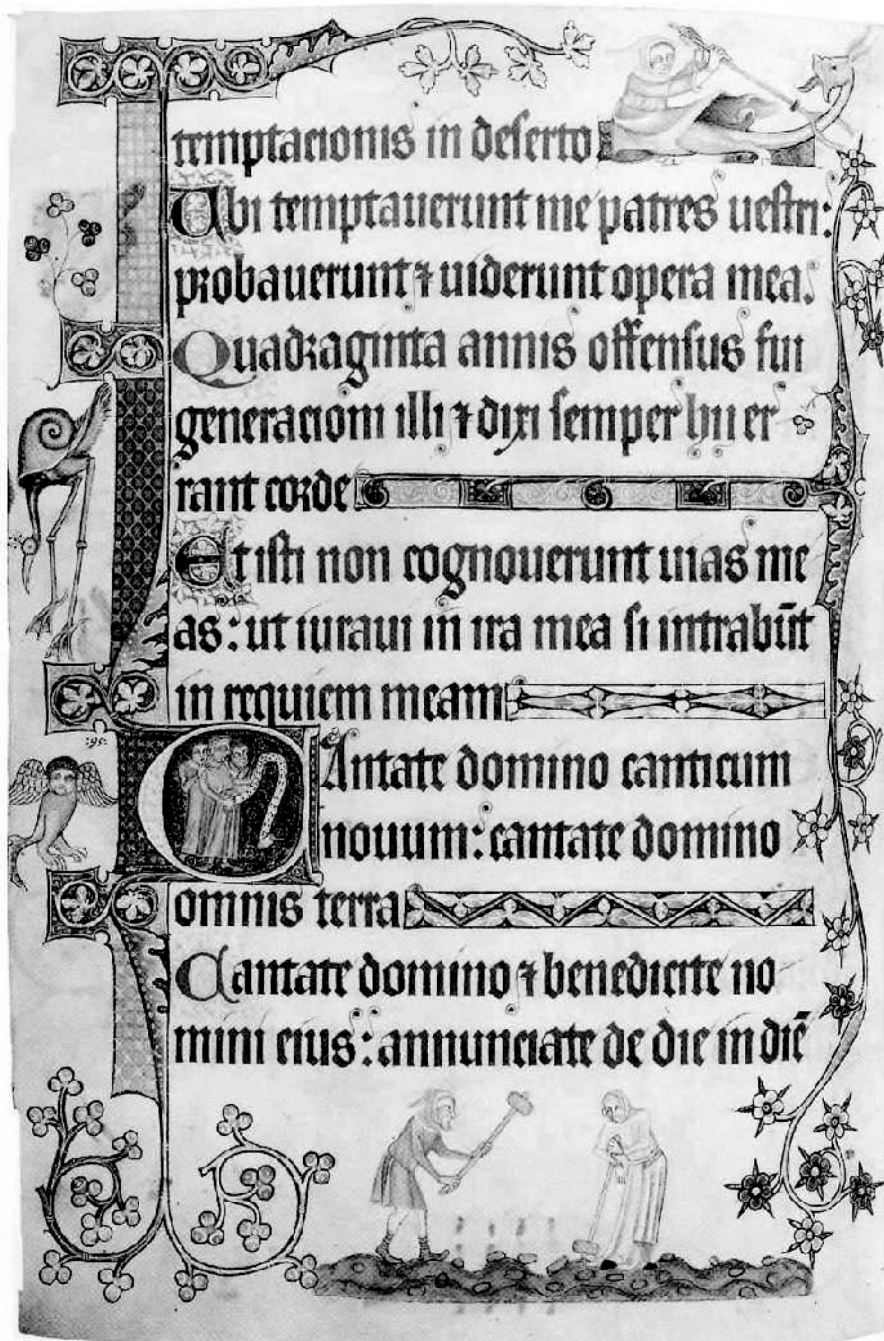 temptacionis in deserto
Ubi temptauerunt me patres uestri:
probauerunt ⁊ uiderunt opera mea.
Quadraginta annis offensus fui
generacioni illi ⁊ dixi semper hii er
rant corde
Et isti non cognouerunt uias me
as: ut iuraui in ira mea si intrabūt
in requiem meam
.95.
Cantate domino canticum
nouum: cantate domino
omnis terra
Cantate domino ⁊ benedicite no
mini eius: annunciate de die in diē